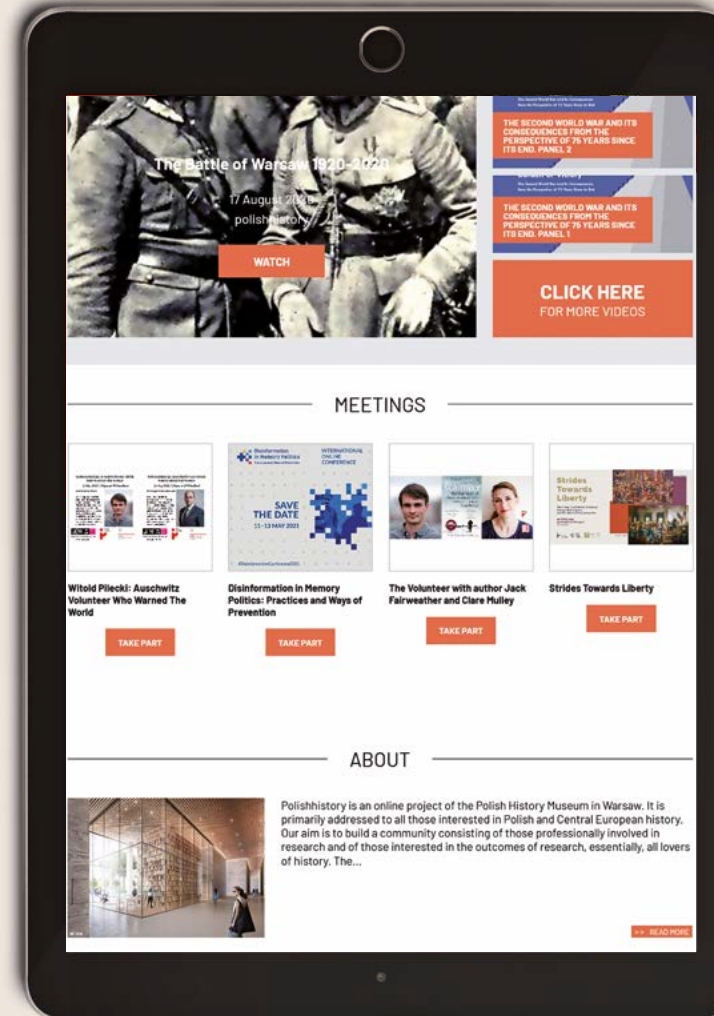 The Battle of Warsaw 1920-2020
17 August 2020
polishhistory
WATCH
THE SECOND WORLD WAR AND ITS
CONSEQUENCES FROM THE
PERSPECTIVE OF 75 YEARS SINCE
ITS END. PANEL 2
THE SECOND WORLD WAR AND ITS
CONSEQUENCES FROM THE
PERSPECTIVE OF 75 YEARS SINCE
ITS END. PANEL 1
CLICK HERE
FOR MORE VIDEOS
MEETINGS
Disinformation
in Memory Politics
INTERNATIONAL
ONLINE
CONFERENCE
SAVE
THE DATE
11-13 MAY 2021
Strides
Towards
Liberty
Witold Pilecki: Auschwitz
Volunteer Who Warned The
World
TAKE PART
Disinformation in Memory
Politics: Practices and Ways of
Prevention
TAKE PART
The Volunteer with author Jack
Fairweather and Clare Mulley
TAKE PART
Strides Towards Liberty
TAKE PART
ABOUT
Polishhistory is an online project of the Polish History Museum in Warsaw. It is
primarily addressed to all those interested in Polish and Central European history.
Our aim is to build a community consisting of those professionally involved in
research and of those interested in the outcomes of research, essentially, all lovers
of history. The...
>> READ MORE